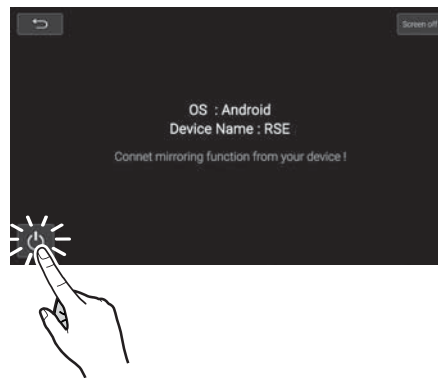 Screen off
OS : Android
Device Name : RSE
Connet mirroring function from your device !